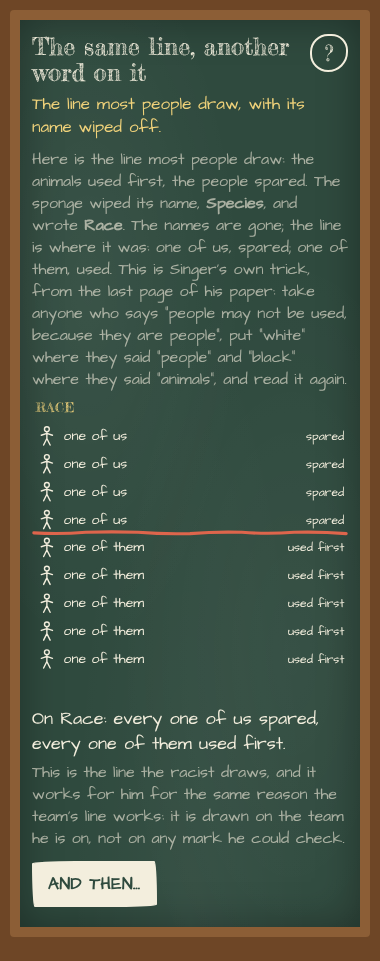 The same line, another
word on it
?
The line most people draw, with its
name wiped off.
Here is the line most people draw: the
animals used first, the people spared. The
sponge wiped its name, Species, and
wrote Race. The names are gone; the line
is where it was: one of us, spared; one of
them, used. This is Singer's own trick,
from the last page of his paper: take
anyone who says "people may not be used,
because they are people", put "white"
where they said "people" and "black"
where they said "animals", and read it again.
RACE
one of us spared
one of us spared
one of us spared
one of us spared
one of them used first
one of them used first
one of them used first
one of them used first
one of them used first
On Race: every one of us spared,
every one of them used first.
This is the line the racist draws, and it
works for him for the same reason the
team's line works: it is drawn on the team
he is on, not on any mark he could check.
AND THEN...